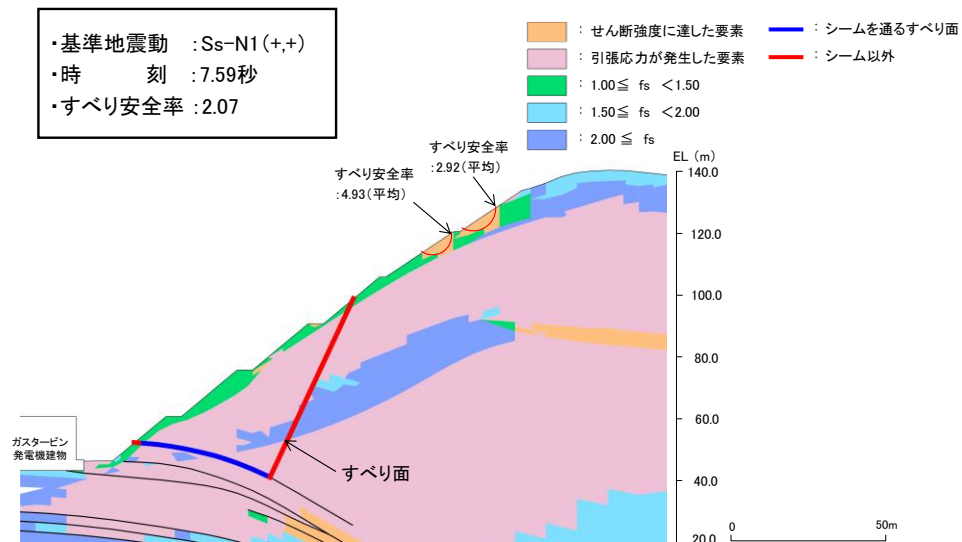 ・基準地震動 ：Ss-N1(+,+)
・時　　刻 ：7.59秒
・すべり安全率 ：2.07
： せん断強度に達した要素
： 引張応力が発生した要素
： 1.00≦ fs ＜1.50
： 1.50≦ fs ＜2.00
： 2.00 ≦ fs
： シームを通るすべり面
： シーム以外
すべり安全率
：4.93(平均)
すべり安全率
：2.92(平均)
EL (m)
140.0
120.0
100.0
80.0
60.0
40.0
20.0
ガスタービン
発電機建物
すべり面
0
50m